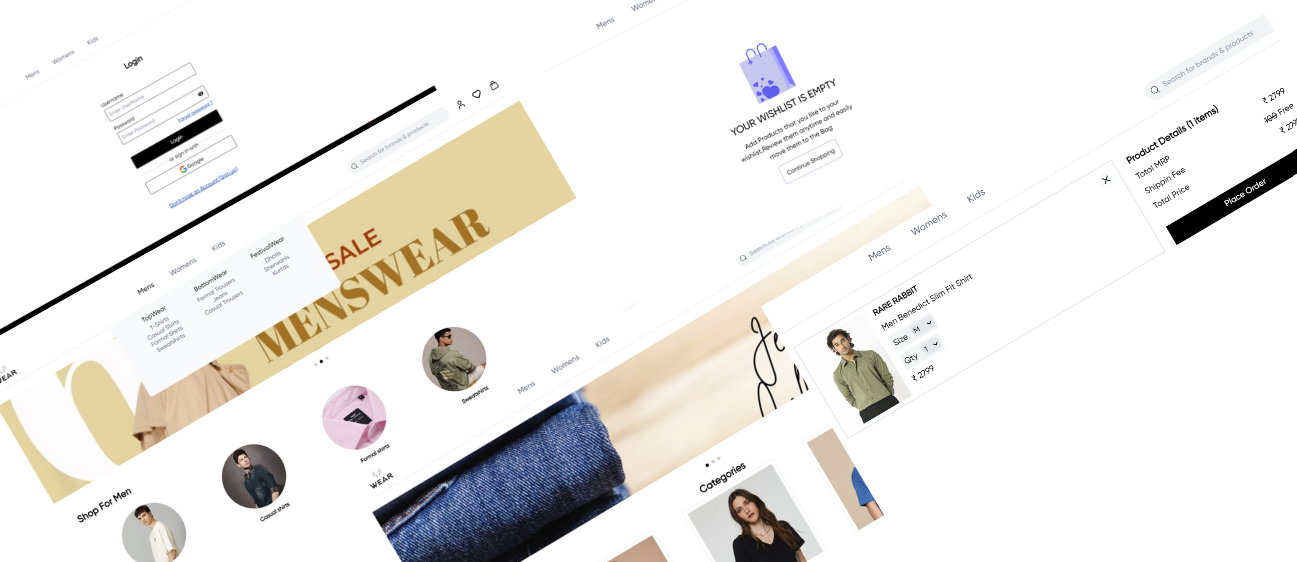 Mens Womens Kids
Login
Username
Enter UserName
Password
Enter Password
Forgot password ?
Login
or sign in with
Google
Don't have an Account? (Sign up)
Search for brands & products
Mens Womens Kids
TopWear
T-Shirts
Casual Shirts
Formal Shirts
Sweatshirts
BottomWear
Formal Trousers
Jeans
Casual Trousers
FestivalWear
Dhotis
Sherwanis
Kurtas
WEAR
SALE
MENSWEAR
Shop For Men
Casual shirts
Formal shirts
Sweatshirts
Mens
YOUR WISHLIST IS EMPTY
Add Products that you like to your
wishlist.Review them anytime and easily
move them to the Bag
Continue Shopping
Mens Womens Kids
WEAR
Je
Categories
Search for brands & products
Mens Womens Kids
RARE RABBIT
Men Benedict Slim Fit Shirt
Size M
Qty 1
₹ 2799
Product Details (1 items)
Total MRP ₹ 2799
Shippin Fee Free
Total Price
Place Order